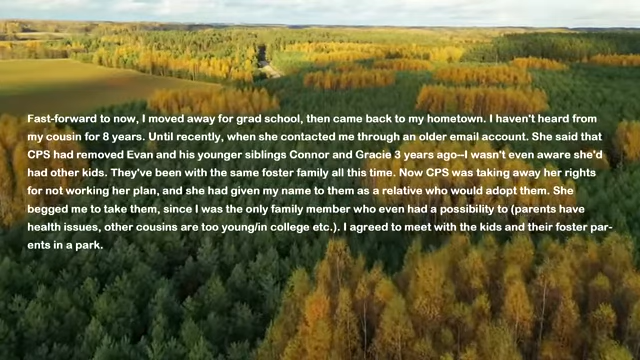 Fast-forward to now, I moved away for grad school, then came back to my hometown. I haven't heard from
my cousin for 8 years. Until recently, when she contacted me through an older email account. She said that
CPS had removed Evan and his younger siblings Connor and Gracie 3 years ago—I wasn't even aware she'd
had other kids. They've been with the same foster family all this time. Now CPS was taking away her rights
for not working her plan, and she had given my name to them as a relative who would adopt them. She
begged me to take them, since I was the only family member who even had a possibility to (parents have
health issues, other cousins are too young/in college etc.). I agreed to meet with the kids and their foster par-
ents in a park.